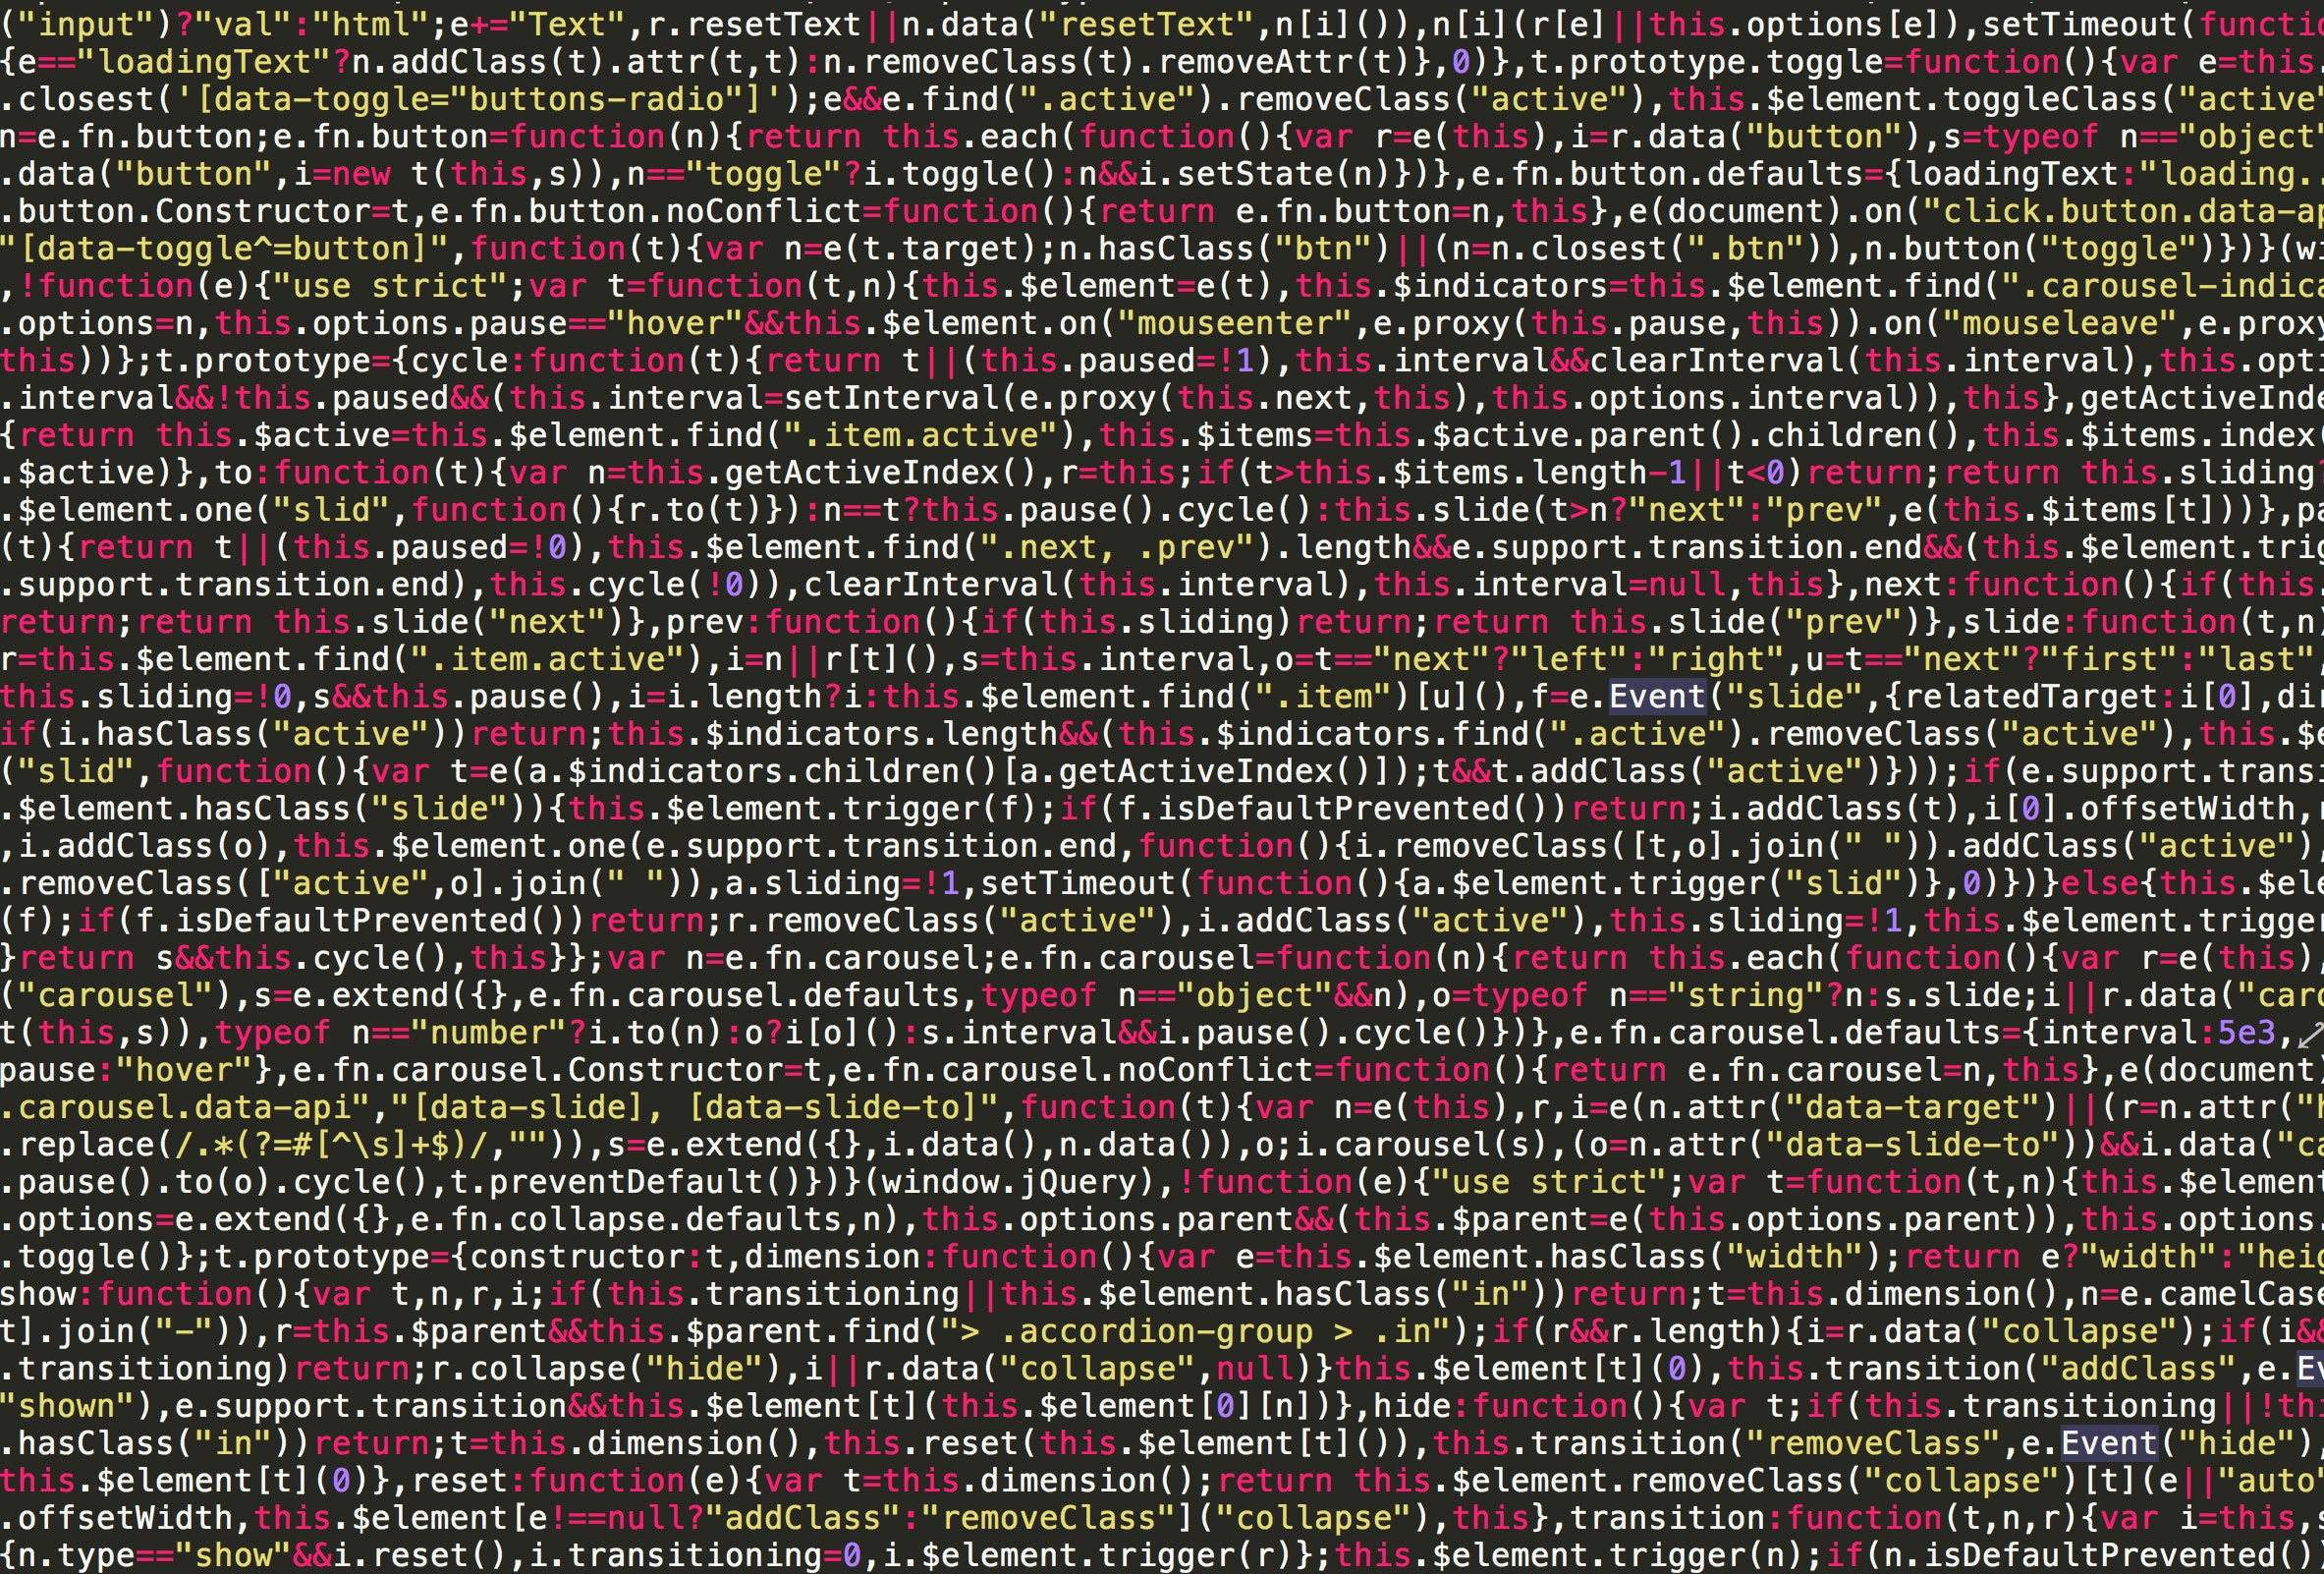 ("input")?"val":"html";e+="Text",r.resetText||n.data("resetText",n[i]()),n[i](r[e]||this.options[e]),setTimeout(functio
{e=="loadingText"?n.addClass(t).attr(t,t):n.removeClass(t).removeAttr(t)},0)},t.prototype.toggle=function(){var e=this.
.closest('[data-toggle="buttons-radio"]');e&&e.find(".active").removeClass("active"),this.$element.toggleClass("active"
n=e.fn.button;e.fn.button=function(n){return this.each(function(){var r=e(this),i=r.data("button"),s=typeof n=="object"
.data("button",i=new t(this,s)),n=="toggle"?i.toggle():n&&i.setState(n)})},e.fn.button.defaults={loadingText:"loading..
.button.Constructor=t,e.fn.button.noConflict=function(){return e.fn.button=n,this},e(document).on("click.button.data-ap
"[data-toggle^=button]",function(t){var n=e(t.target);n.hasClass("btn")||(n=n.closest(".btn")),n.button("toggle")})}(wi
,!function(e){"use strict";var t=function(t,n){this.$element=e(t),this.$indicators=this.$element.find(".carousel-indica
.options=n,this.options.pause=="hover"&&this.$element.on("mouseenter",e.proxy(this.pause,this)).on("mouseleave",e.proxy
this))};t.prototype={cycle:function(t){return t||(this.paused=!1),this.interval&&clearInterval(this.interval),this.opti
.interval&&!this.paused&&(this.interval=setInterval(e.proxy(this.next,this),this.options.interval)),this},getActiveInde
{return this.$active=this.$element.find(".item.active"),this.$items=this.$active.parent().children(),this.$items.index(
.$active)},to:function(t){var n=this.getActiveIndex(),r=this;if(t>this.$items.length-1||t<0)return;return this.sliding?
.$element.one("slid",function(){r.to(t)}):n==t?this.pause().cycle():this.slide(t>n?"next":"prev",e(this.$items[t]))},pa
(t){return t||(this.paused=!0),this.$element.find(".next, .prev").length&&e.support.transition.end&&(this.$element.trig
.support.transition.end),this.cycle(!0)),clearInterval(this.interval),this.interval=null,this},next:function(){if(this.
return;return this.slide("next")},prev:function(){if(this.sliding)return;return this.slide("prev")},slide:function(t,n)
r=this.$element.find(".item.active"),i=n||r[t](),s=this.interval,o=t=="next"?"left":"right",u=t=="next"?"first":"last",
this.sliding=!0,s&&this.pause(),i=i.length?i:this.$element.find(".item")[u](),f=e.Event("slide",{relatedTarget:i[0],dir
if(i.hasClass("active"))return;this.$indicators.length&&(this.$indicators.find(".active").removeClass("active"),this.$e
("slid",function(){var t=e(a.$indicators.children()[a.getActiveIndex()]);t&&t.addClass("active")}));if(e.support.transi
.$element.hasClass("slide")){this.$element.trigger(f);if(f.isDefaultPrevented())return;i.addClass(t),i[0].offsetWidth,r
,i.addClass(o),this.$element.one(e.support.transition.end,function(){i.removeClass([t,o].join(" ")).addClass("active"),
.removeClass(["active",o].join(" ")),a.sliding=!1,setTimeout(function(){a.$element.trigger("slid")},0)})}else{this.$ele
(f);if(f.isDefaultPrevented())return;r.removeClass("active"),i.addClass("active"),this.sliding=!1,this.$element.trigger
}return s&&this.cycle(),this}};var n=e.fn.carousel;e.fn.carousel=function(n){return this.each(function(){var r=e(this),
("carousel"),s=e.extend({},e.fn.carousel.defaults,typeof n=="object"&&n),o=typeof n=="string"?n:s.slide;i||r.data("caro
t(this,s)),typeof n=="number"?i.to(n):o?i[o]():s.interval&&i.pause().cycle()})},e.fn.carousel.defaults={interval:5e3,
pause:"hover"},e.fn.carousel.Constructor=t,e.fn.carousel.noConflict=function(){return e.fn.carousel=n,this},e(document)
.carousel.data-api","[data-slide], [data-slide-to]",function(t){var n=e(this),r,i=e(n.attr("data-target")||(r=n.attr("h
.replace(/.*(?=#[^\s]+$)/,"")),s=e.extend({},i.data(),n.data()),o;i.carousel(s),(o=n.attr("data-slide-to"))&&i.data("ca
.pause().to(o).cycle(),t.preventDefault()})}(window.jQuery),!function(e){"use strict";var t=function(t,n){this.$element
.options=e.extend({},e.fn.collapse.defaults,n),this.options.parent&&(this.$parent=e(this.options.parent)),this.options.
.toggle()};t.prototype={constructor:t,dimension:function(){var e=this.$element.hasClass("width");return e?"width":"heig
show:function(){var t,n,r,i;if(this.transitioning||this.$element.hasClass("in"))return;t=this.dimension(),n=e.camelCase
t].join("-")),r=this.$parent&&this.$parent.find("> .accordion-group > .in");if(r&&r.length){i=r.data("collapse");if(i&&
.transitioning)return;r.collapse("hide"),i||r.data("collapse",null)}this.$element[t](0),this.transition("addClass",e.Ev
"shown"),e.support.transition&&this.$element[t](this.$element[0][n])},hide:function(){var t;if(this.transitioning||!thi
.hasClass("in"))return;t=this.dimension(),this.reset(this.$element[t]()),this.transition("removeClass",e.Event("hide"),
this.$element[t](0)},reset:function(e){var t=this.dimension();return this.$element.removeClass("collapse")[t](e||"auto"
.offsetWidth,this.$element[e!==null?"addClass":"removeClass"]("collapse"),this},transition:function(t,n,r){var i=this,s
{n.type=="show"&&i.reset(),i.transitioning=0,i.$element.trigger(r)};this.$element.trigger(n);if(n.isDefaultPrevented())